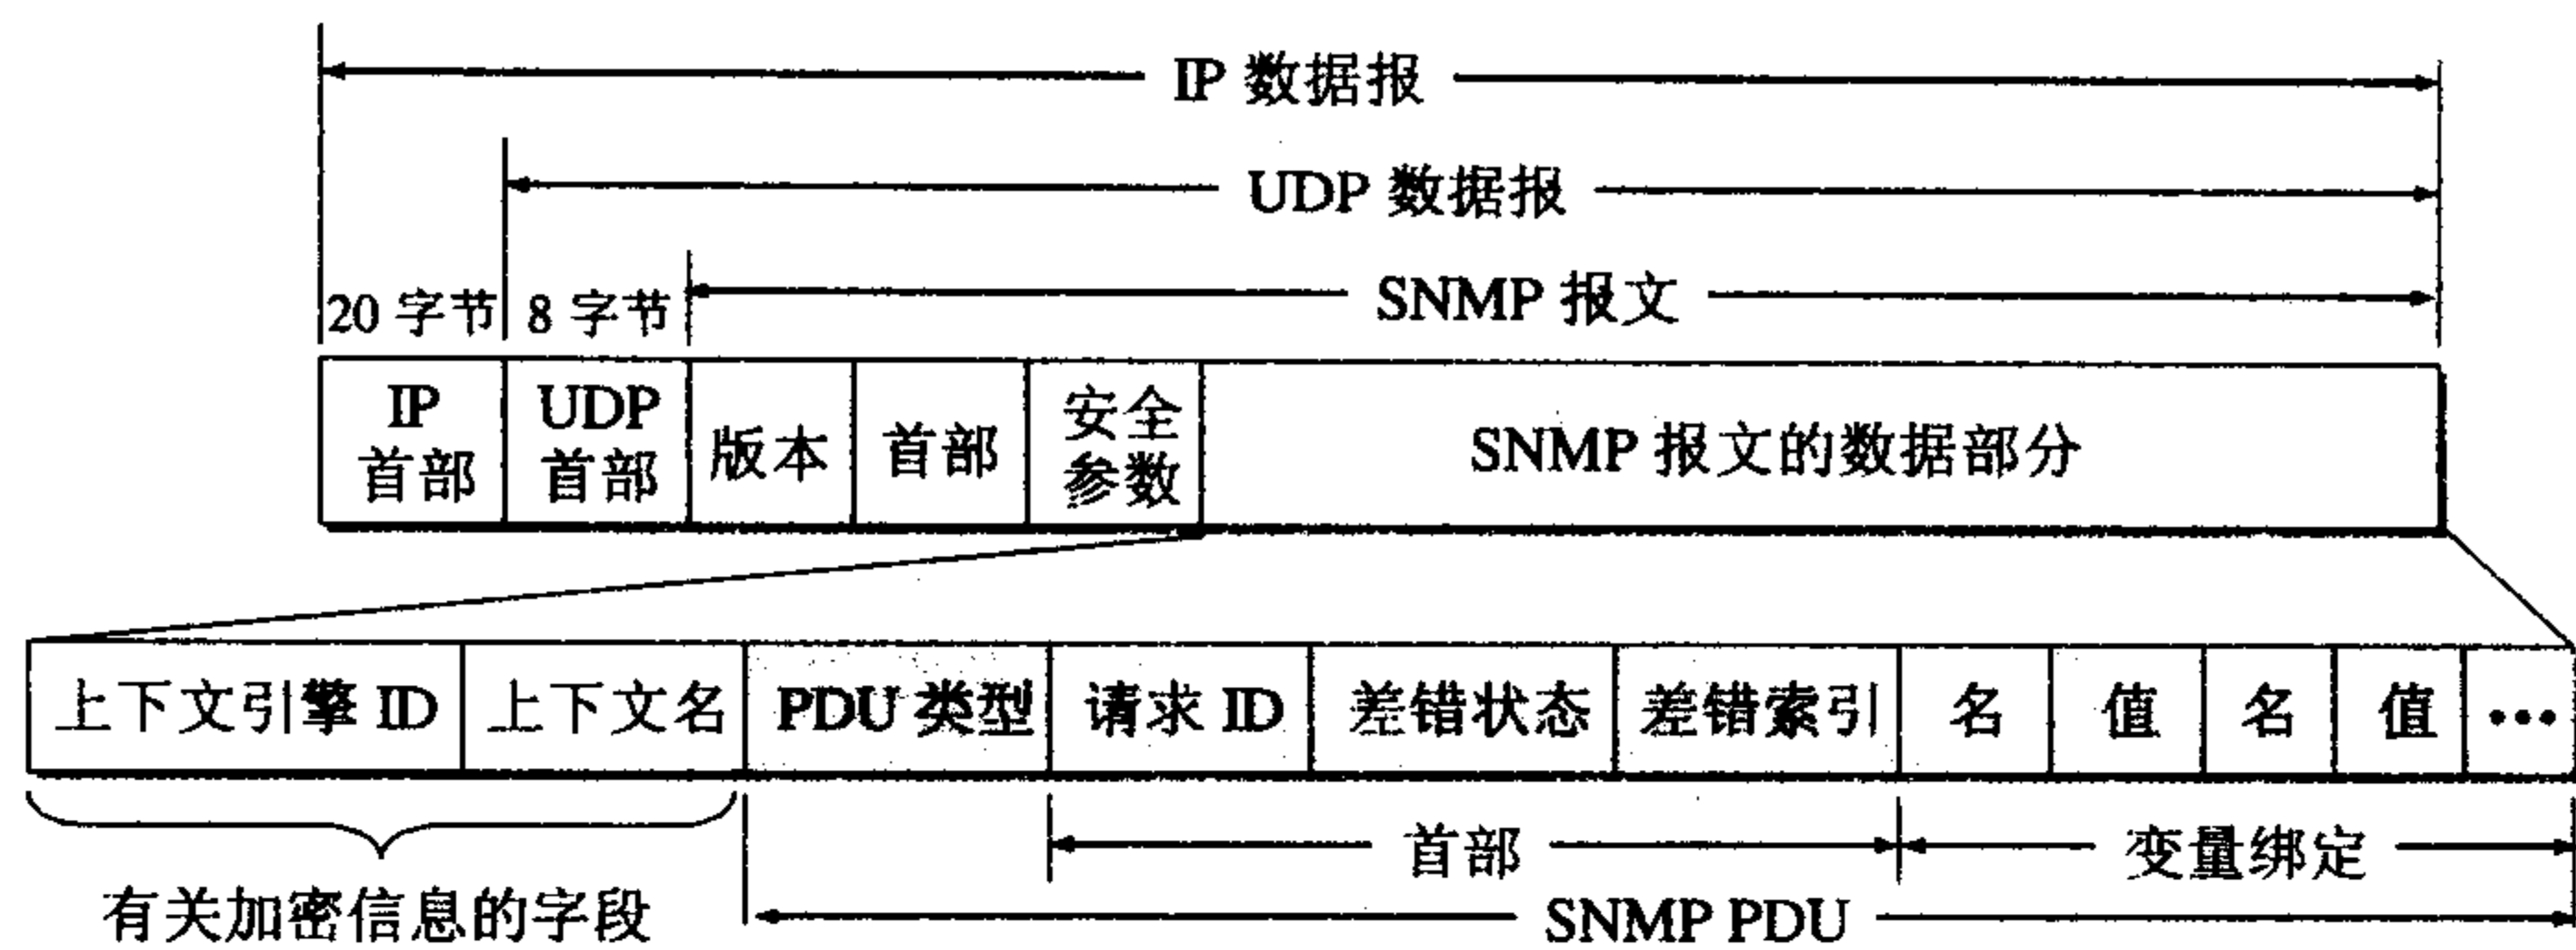 IP 数据报
UDP 数据报
20 字节 8 字节 SNMP 报文
IP 首部 UDP 首部 版本 首部 安全参数 SNMP 报文的数据部分
上下文引擎 ID 上下文名 PDU 类型 请求 ID 差错状态 差错索引 名 值 名 值 •••
首部 变量绑定
有关加密信息的字段 SNMP PDU